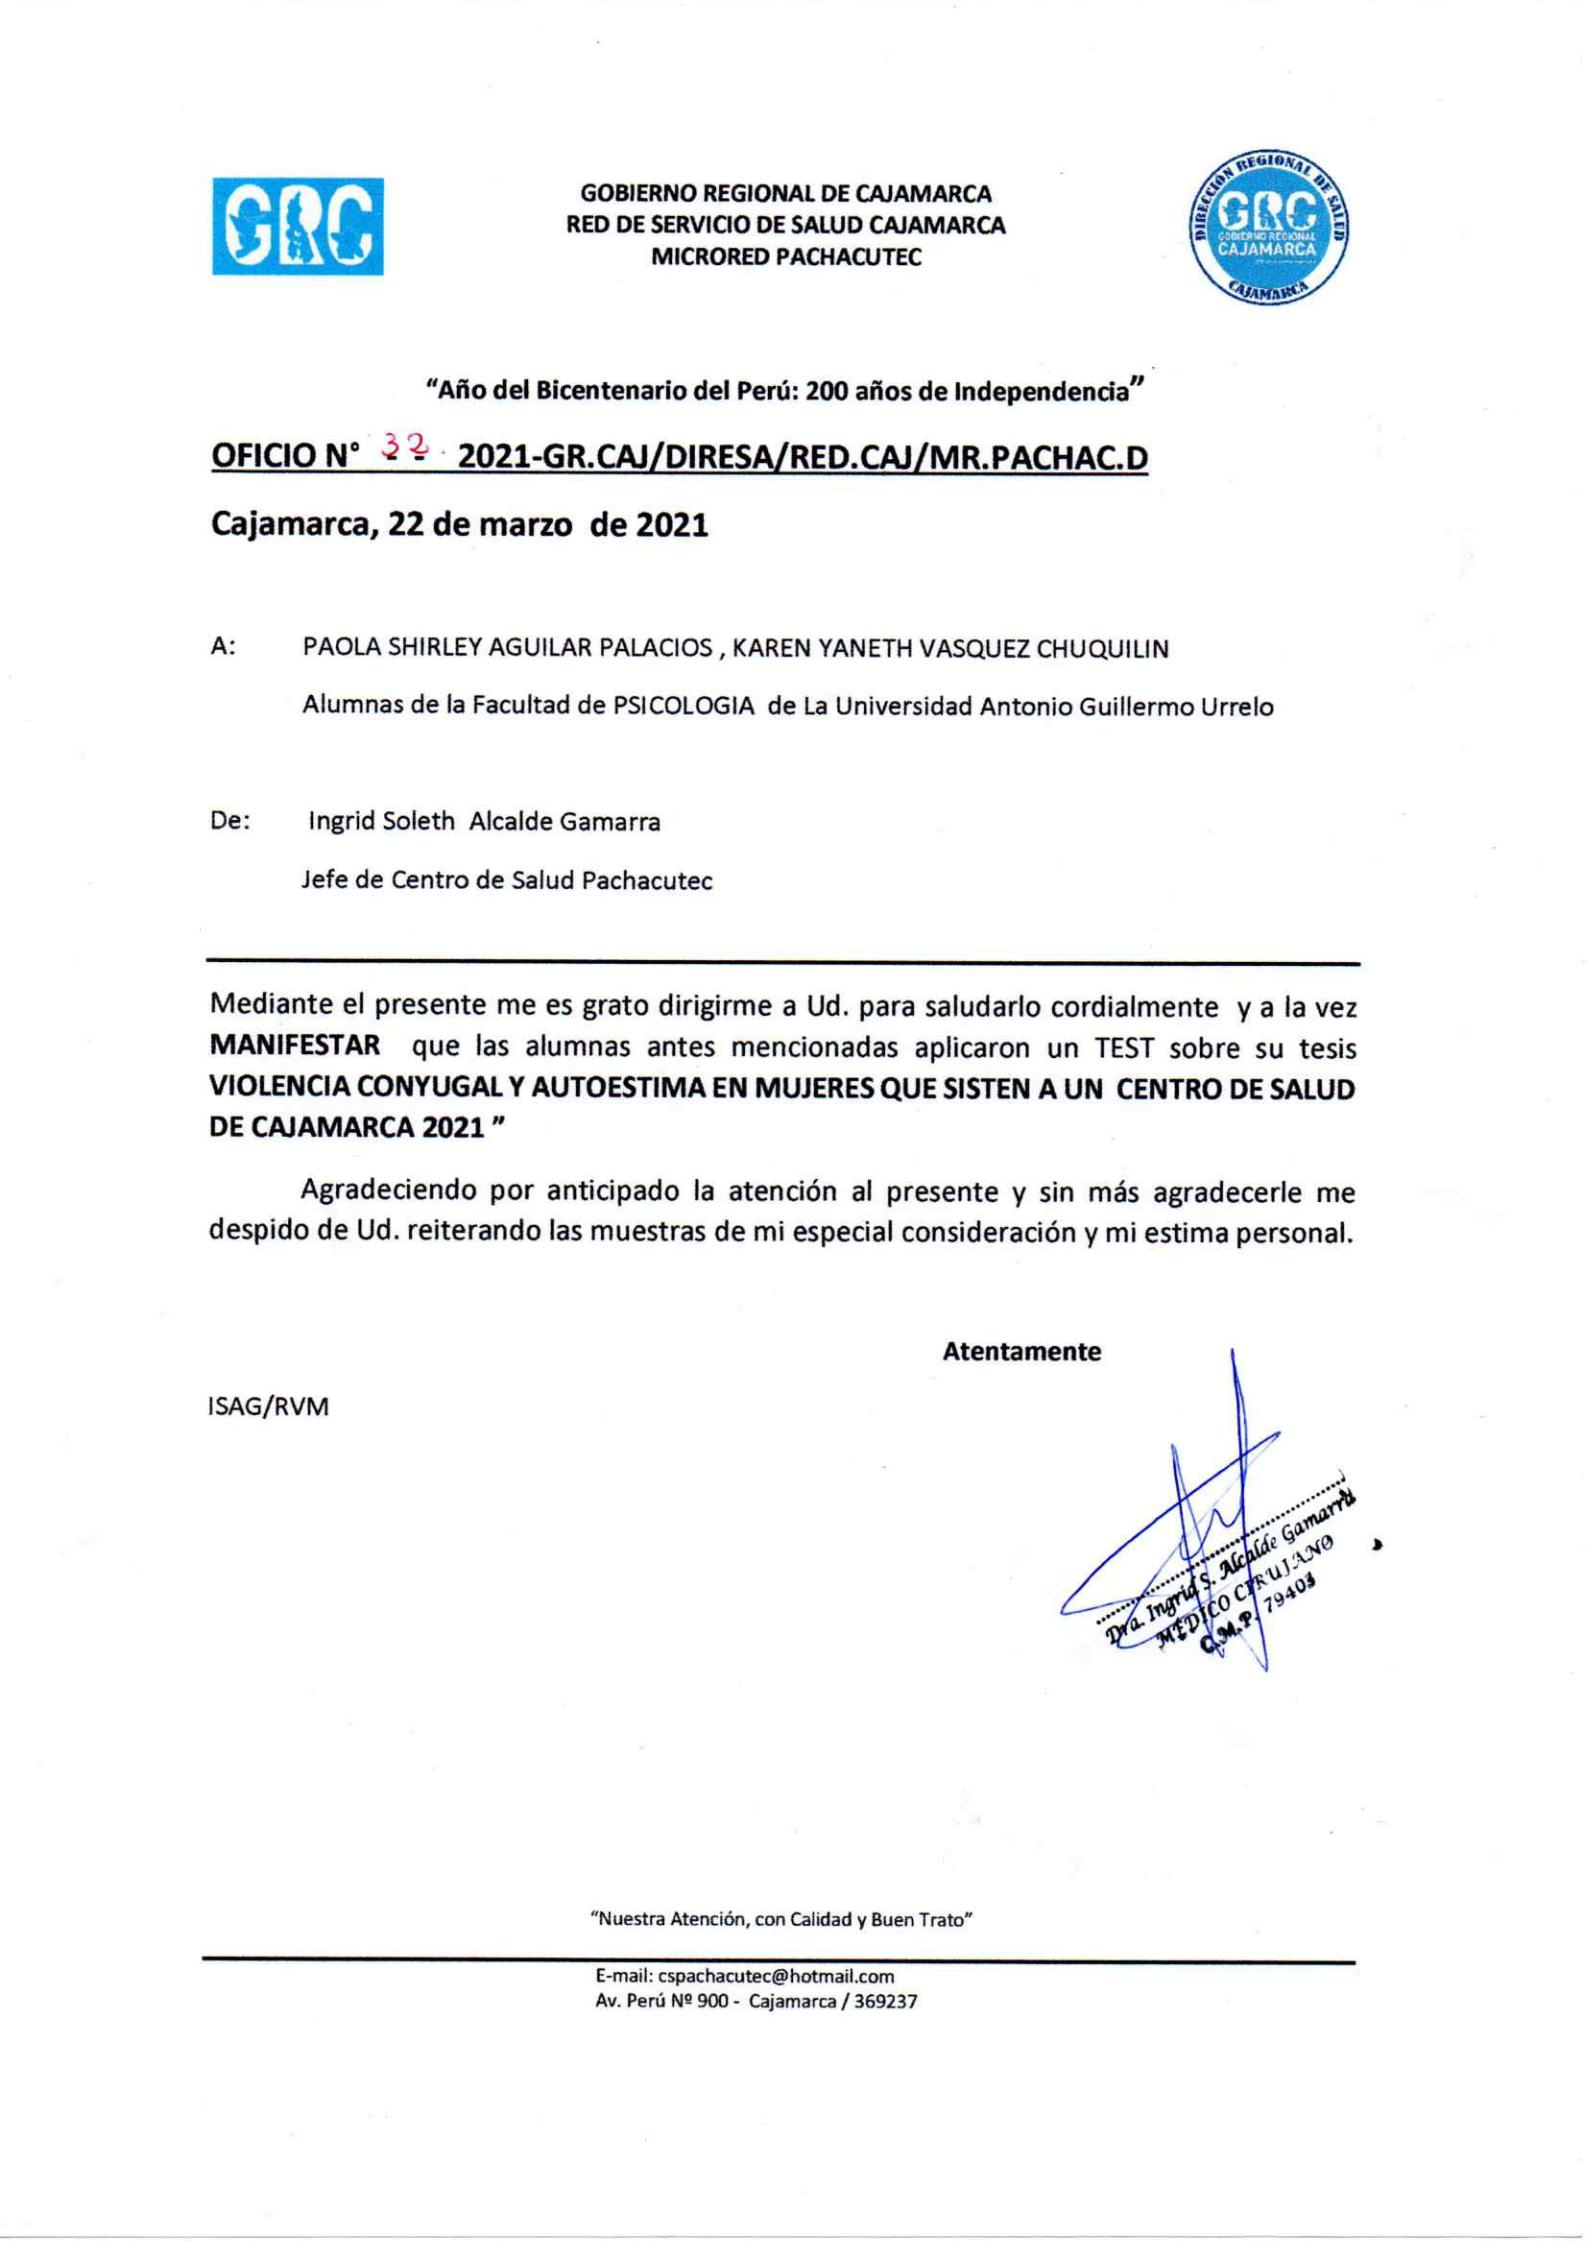 GRC
GOBIERNO REGIONAL DE CAJAMARCA
RED DE SERVICIO DE SALUD CAJAMARCA
MICRORED PACHACUTEC
DIRECCIÓN REGIONAL DE SALUD
GRC
GOBIERNO REGIONAL
CAJAMARCA
CAJAMARCA
“Año del Bicentenario del Perú: 200 años de Independencia”
OFICIO N° 32. 2021-GR.CAJ/DIRESA/RED.CAJ/MR.PACHAC.D
Cajamarca, 22 de marzo de 2021
A: PAOLA SHIRLEY AGUILAR PALACIOS , KAREN YANETH VASQUEZ CHUQUILIN
Alumnas de la Facultad de PSICOLOGIA de La Universidad Antonio Guillermo Urrelo
De: Ingrid Soleth Alcalde Gamarra
Jefe de Centro de Salud Pachacutec
Mediante el presente me es grato dirigirme a Ud. para saludarlo cordialmente y a la vez
MANIFESTAR que las alumnas antes mencionadas aplicaron un TEST sobre su tesis
VIOLENCIA CONYUGAL Y AUTOESTIMA EN MUJERES QUE SISTEN A UN CENTRO DE SALUD
DE CAJAMARCA 2021 ”
Agradeciendo por anticipado la atención al presente y sin más agradecerle me
despido de Ud. reiterando las muestras de mi especial consideración y mi estima personal.
Atentamente
ISAG/RVM
Dra. Ingrid S. Alcalde Gamarra
MÉDICO CIRUJANO
C.M.P. 79403
“Nuestra Atención, con Calidad y Buen Trato”
E-mail: cspachacutec@hotmail.com
Av. Perú Nº 900 - Cajamarca / 369237